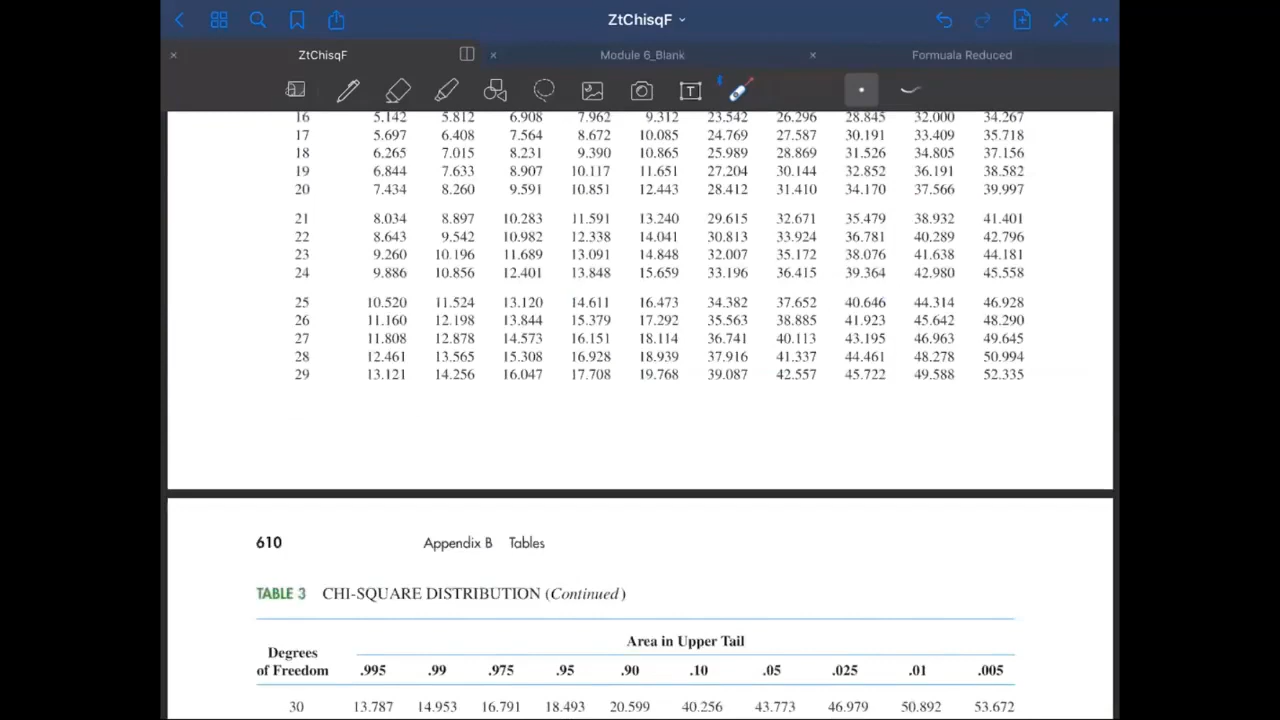 ZtChisqF
ZtChisqF Module 6_Blank Formuala Reduced
T
16 5.142 5.812 6.908 7.962 9.312 23.542 26.296 28.845 32.000 34.267
17 5.697 6.408 7.564 8.672 10.085 24.769 27.587 30.191 33.409 35.718
18 6.265 7.015 8.231 9.390 10.865 25.989 28.869 31.526 34.805 37.156
19 6.844 7.633 8.907 10.117 11.651 27.204 30.144 32.852 36.191 38.582
20 7.434 8.260 9.591 10.851 12.443 28.412 31.410 34.170 37.566 39.997
21 8.034 8.897 10.283 11.591 13.240 29.615 32.671 35.479 38.932 41.401
22 8.643 9.542 10.982 12.338 14.041 30.813 33.924 36.781 40.289 42.796
23 9.260 10.196 11.689 13.091 14.848 32.007 35.172 38.076 41.638 44.181
24 9.886 10.856 12.401 13.848 15.659 33.196 36.415 39.364 42.980 45.558
25 10.520 11.524 13.120 14.611 16.473 34.382 37.652 40.646 44.314 46.928
26 11.160 12.198 13.844 15.379 17.292 35.563 38.885 41.923 45.642 48.290
27 11.808 12.878 14.573 16.151 18.114 36.741 40.113 43.195 46.963 49.645
28 12.461 13.565 15.308 16.928 18.939 37.916 41.337 44.461 48.278 50.994
29 13.121 14.256 16.047 17.708 19.768 39.087 42.557 45.722 49.588 52.335
610 Appendix B Tables
TABLE 3 CHI-SQUARE DISTRIBUTION (Continued)
Area in Upper Tail
Degrees
of Freedom .995 .99 .975 .95 .90 .10 .05 .025 .01 .005
30 13.787 14.953 16.791 18.493 20.599 40.256 43.773 46.979 50.892 53.672